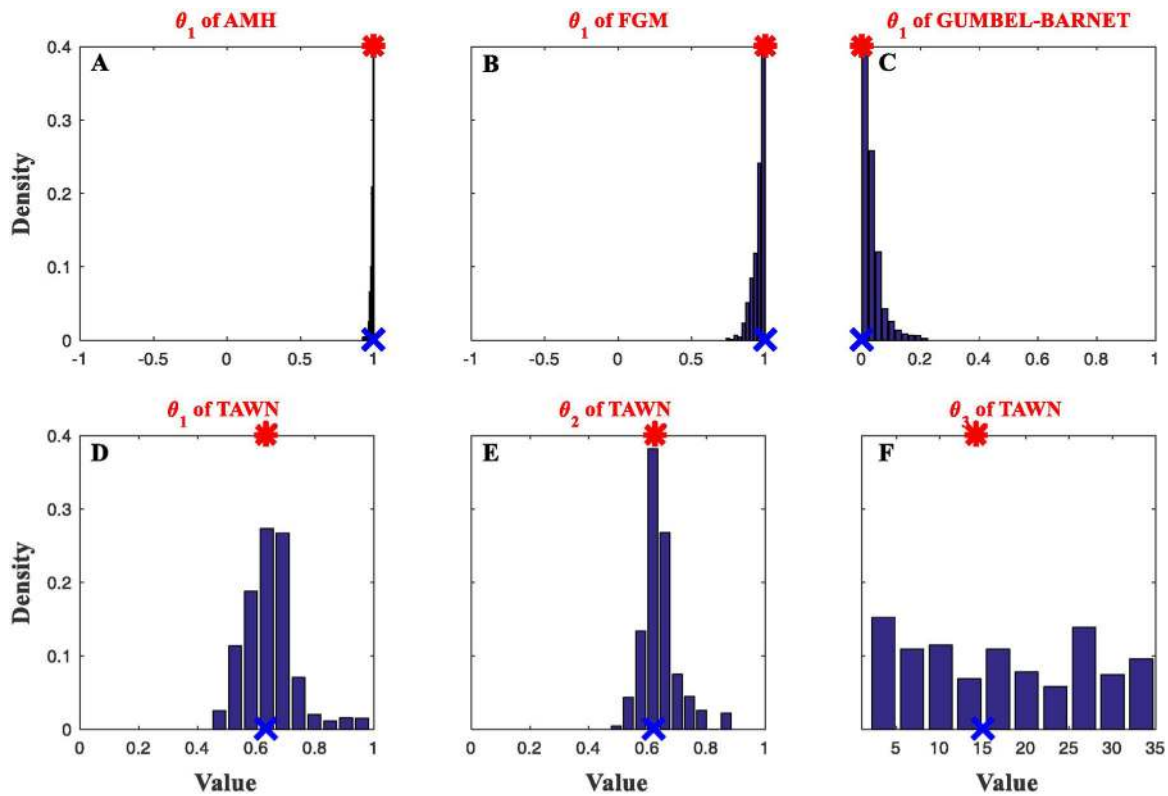 θ1 of AMH
θ1 of FGM
θ1 of GUMBEL-BARNET
A
B
C
Density
0.4
0.3
0.2
0.1
0
-1 -0.5 0 0.5 1
-1 -0.5 0 0.5 1
0 0.2 0.4 0.6 0.8 1
θ1 of TAWN
θ2 of TAWN
θ3 of TAWN
D
E
F
Density
0.4
0.3
0.2
0.1
0
0 0.2 0.4 0.6 0.8 1
0 0.2 0.4 0.6 0.8 1
5 10 15 20 25 30 35
Value
Value
Value